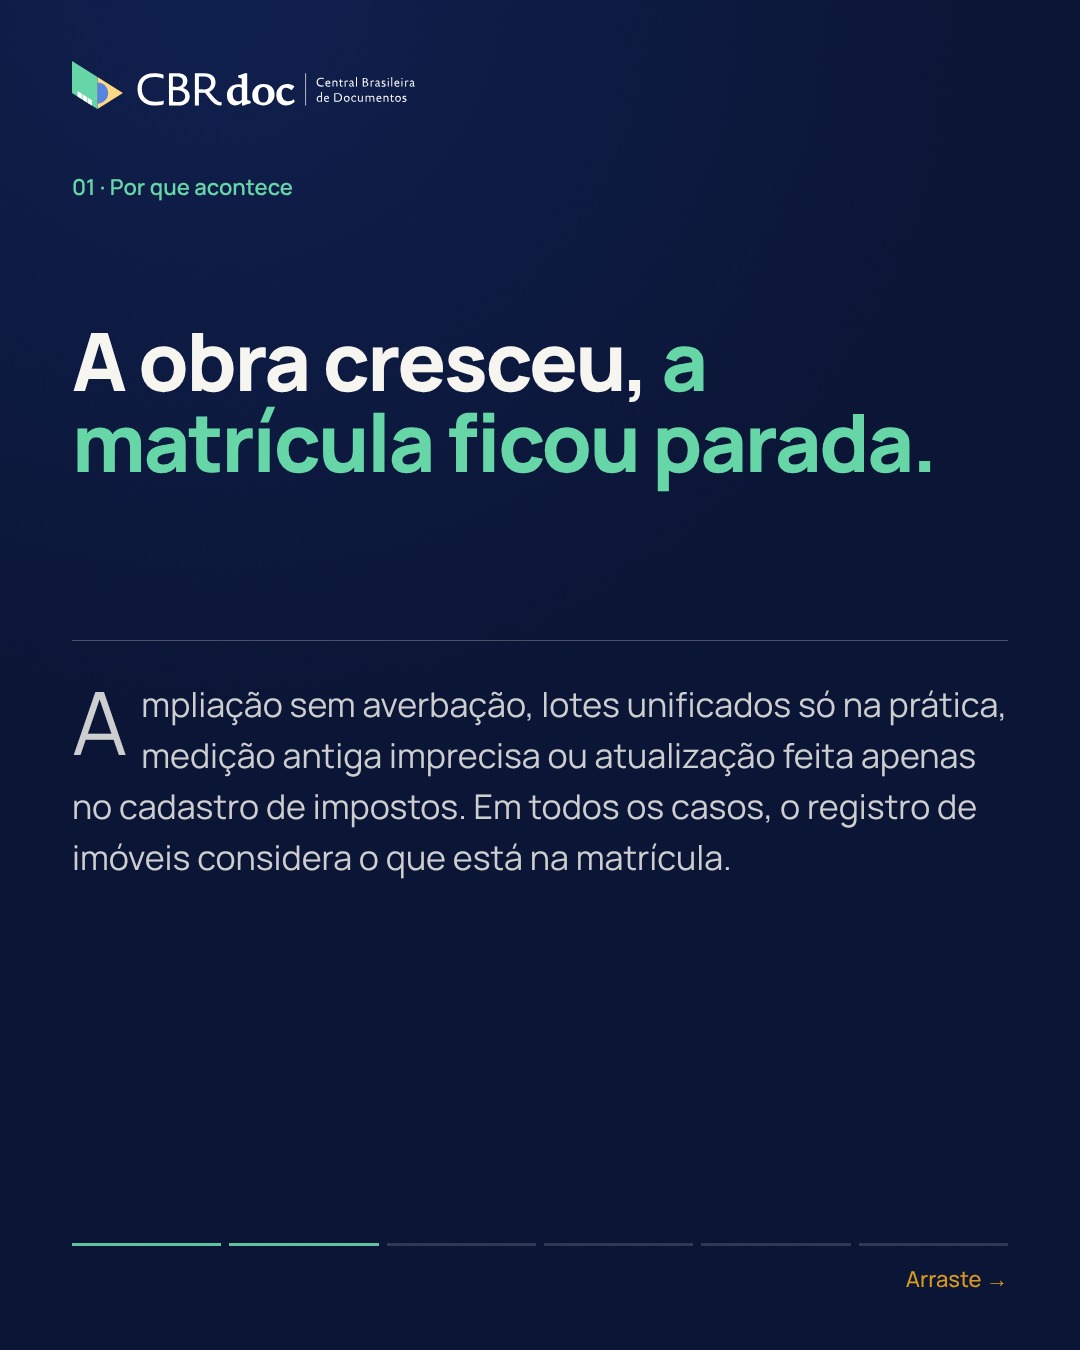 CBRdoc
Central Brasileira
de Documentos
01 · Por que acontece
A obra cresceu, a
matrícula ficou parada.
Ampliação sem averbação, lotes unificados só na prática,
medição antiga imprecisa ou atualização feita apenas
no cadastro de impostos. Em todos os casos, o registro de
imóveis considera o que está na matrícula.
Arraste →